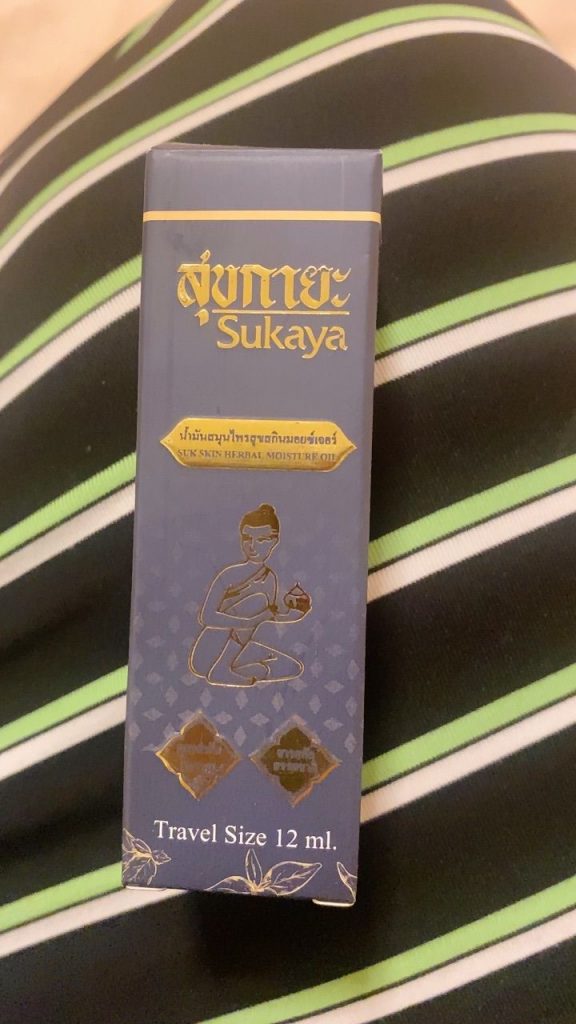 สุขกายะ
Sukaya
น้ำมันสมุนไพรสุขสกินมอยซ์เจอร์
SUK SKIN HERBAL MOISTURE OIL
Travel Size 12 ml.